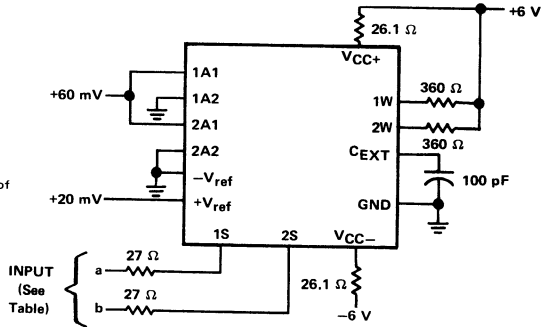 +6 V
26.1 Ω
VCC+
1A1
+60 mV
1A2
2A1
2A2
−Vref
+20 mV
+Vref
360 Ω
1W
2W
360 Ω
CEXT
100 pF
GND
of
1S
2S
VCC−
INPUT
(See
Table)
a
27 Ω
b
27 Ω
26.1 Ω
−6 V